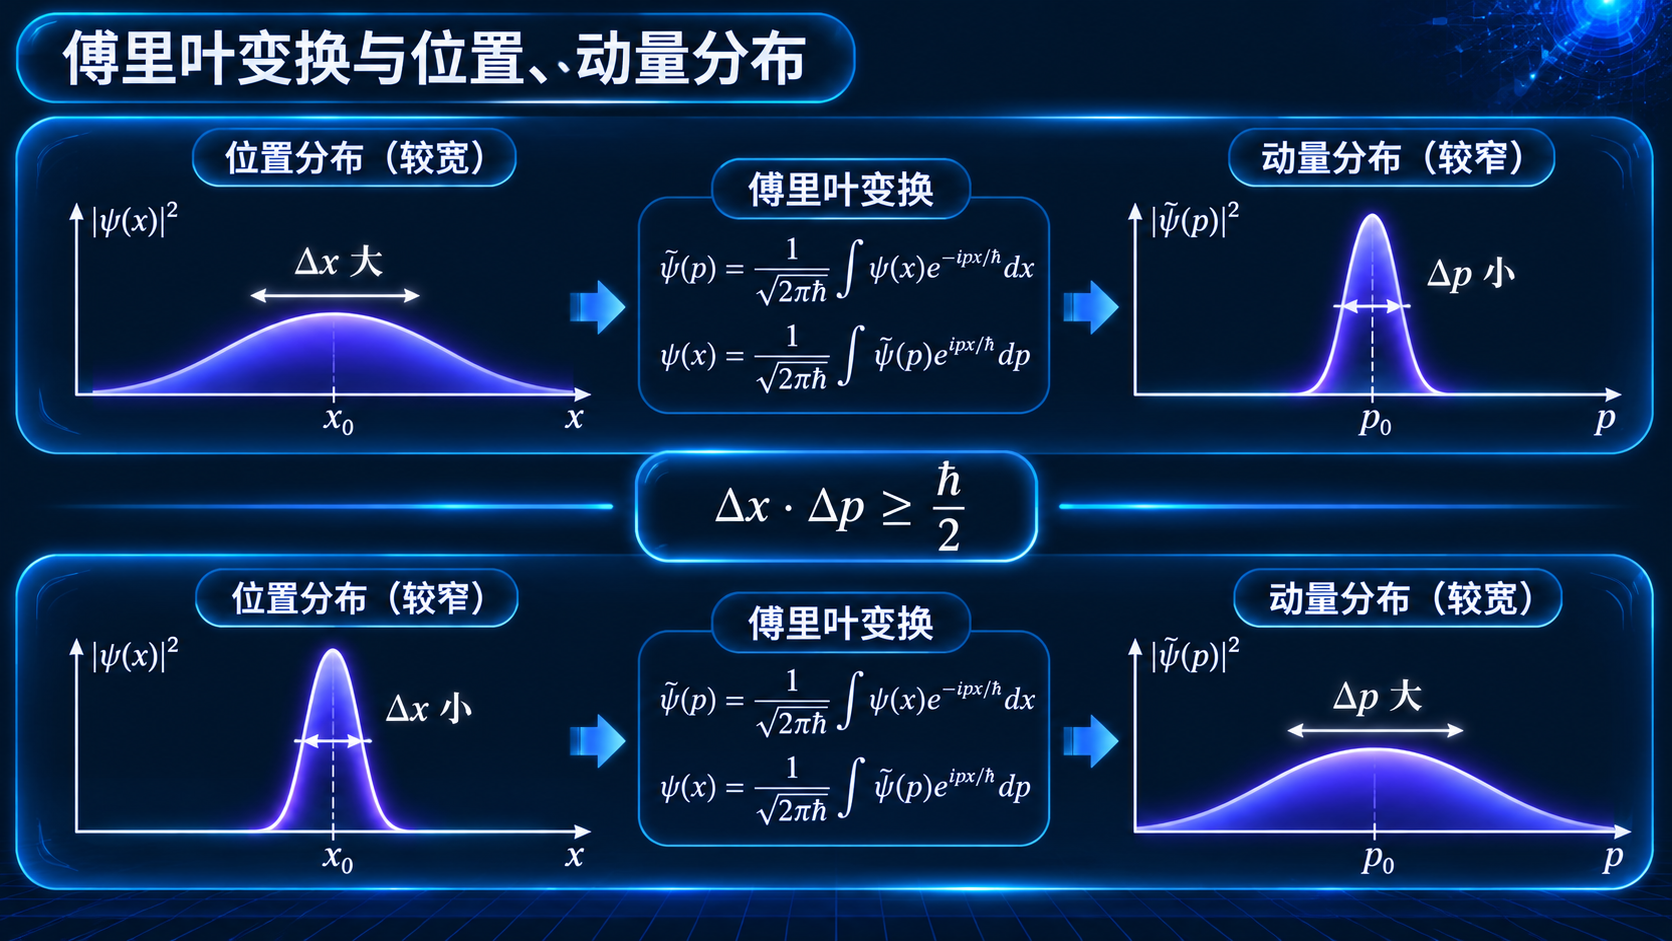 傅里叶变换与位置、、动量分布
位置分布（较宽）
|ψ(x)|²
Δx 大
x₀
x
傅里叶变换
ψ̃(p) = 1/√(2πħ) ∫ ψ(x)e^{-ipx/ħ} dx
ψ(x) = 1/√(2πħ) ∫ ψ̃(p)e^{ipx/ħ} dp
动量分布（较窄）
|ψ̃(p)|²
Δp 小
p₀
p
Δx · Δp ≥ ħ/2
位置分布（较窄）
|ψ(x)|²
Δx 小
x₀
x
傅里叶变换
ψ̃(p) = 1/√(2πħ) ∫ ψ(x)e^{-ipx/ħ} dx
ψ(x) = 1/√(2πħ) ∫ ψ̃(p)e^{ipx/ħ} dp
动量分布（较宽）
|ψ̃(p)|²
Δp 大
p₀
p